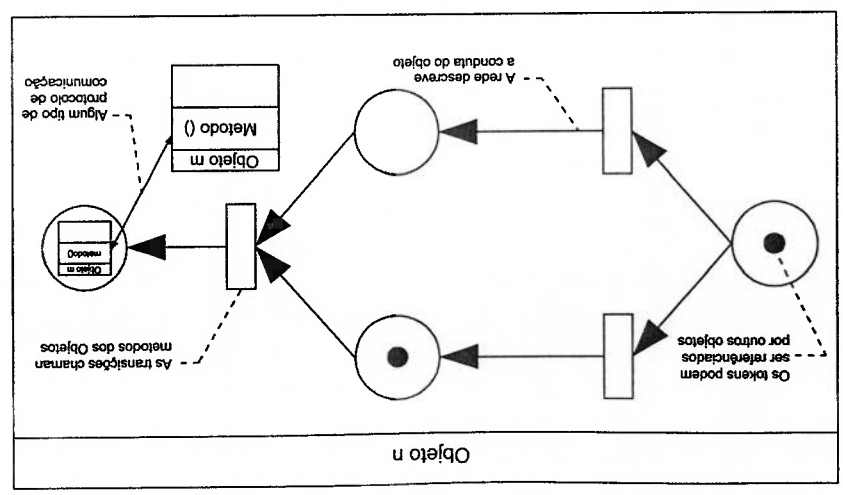 Objeto n
Os tokens podem
ser referênciados
por outros objetos
As transições chaman
metodos dos Objetos
Objeto m
metodo()
Objeto m
Metodo ()
A rede descreve
a conduta do objeto
Algum tipo de
protocolo de
comunicação